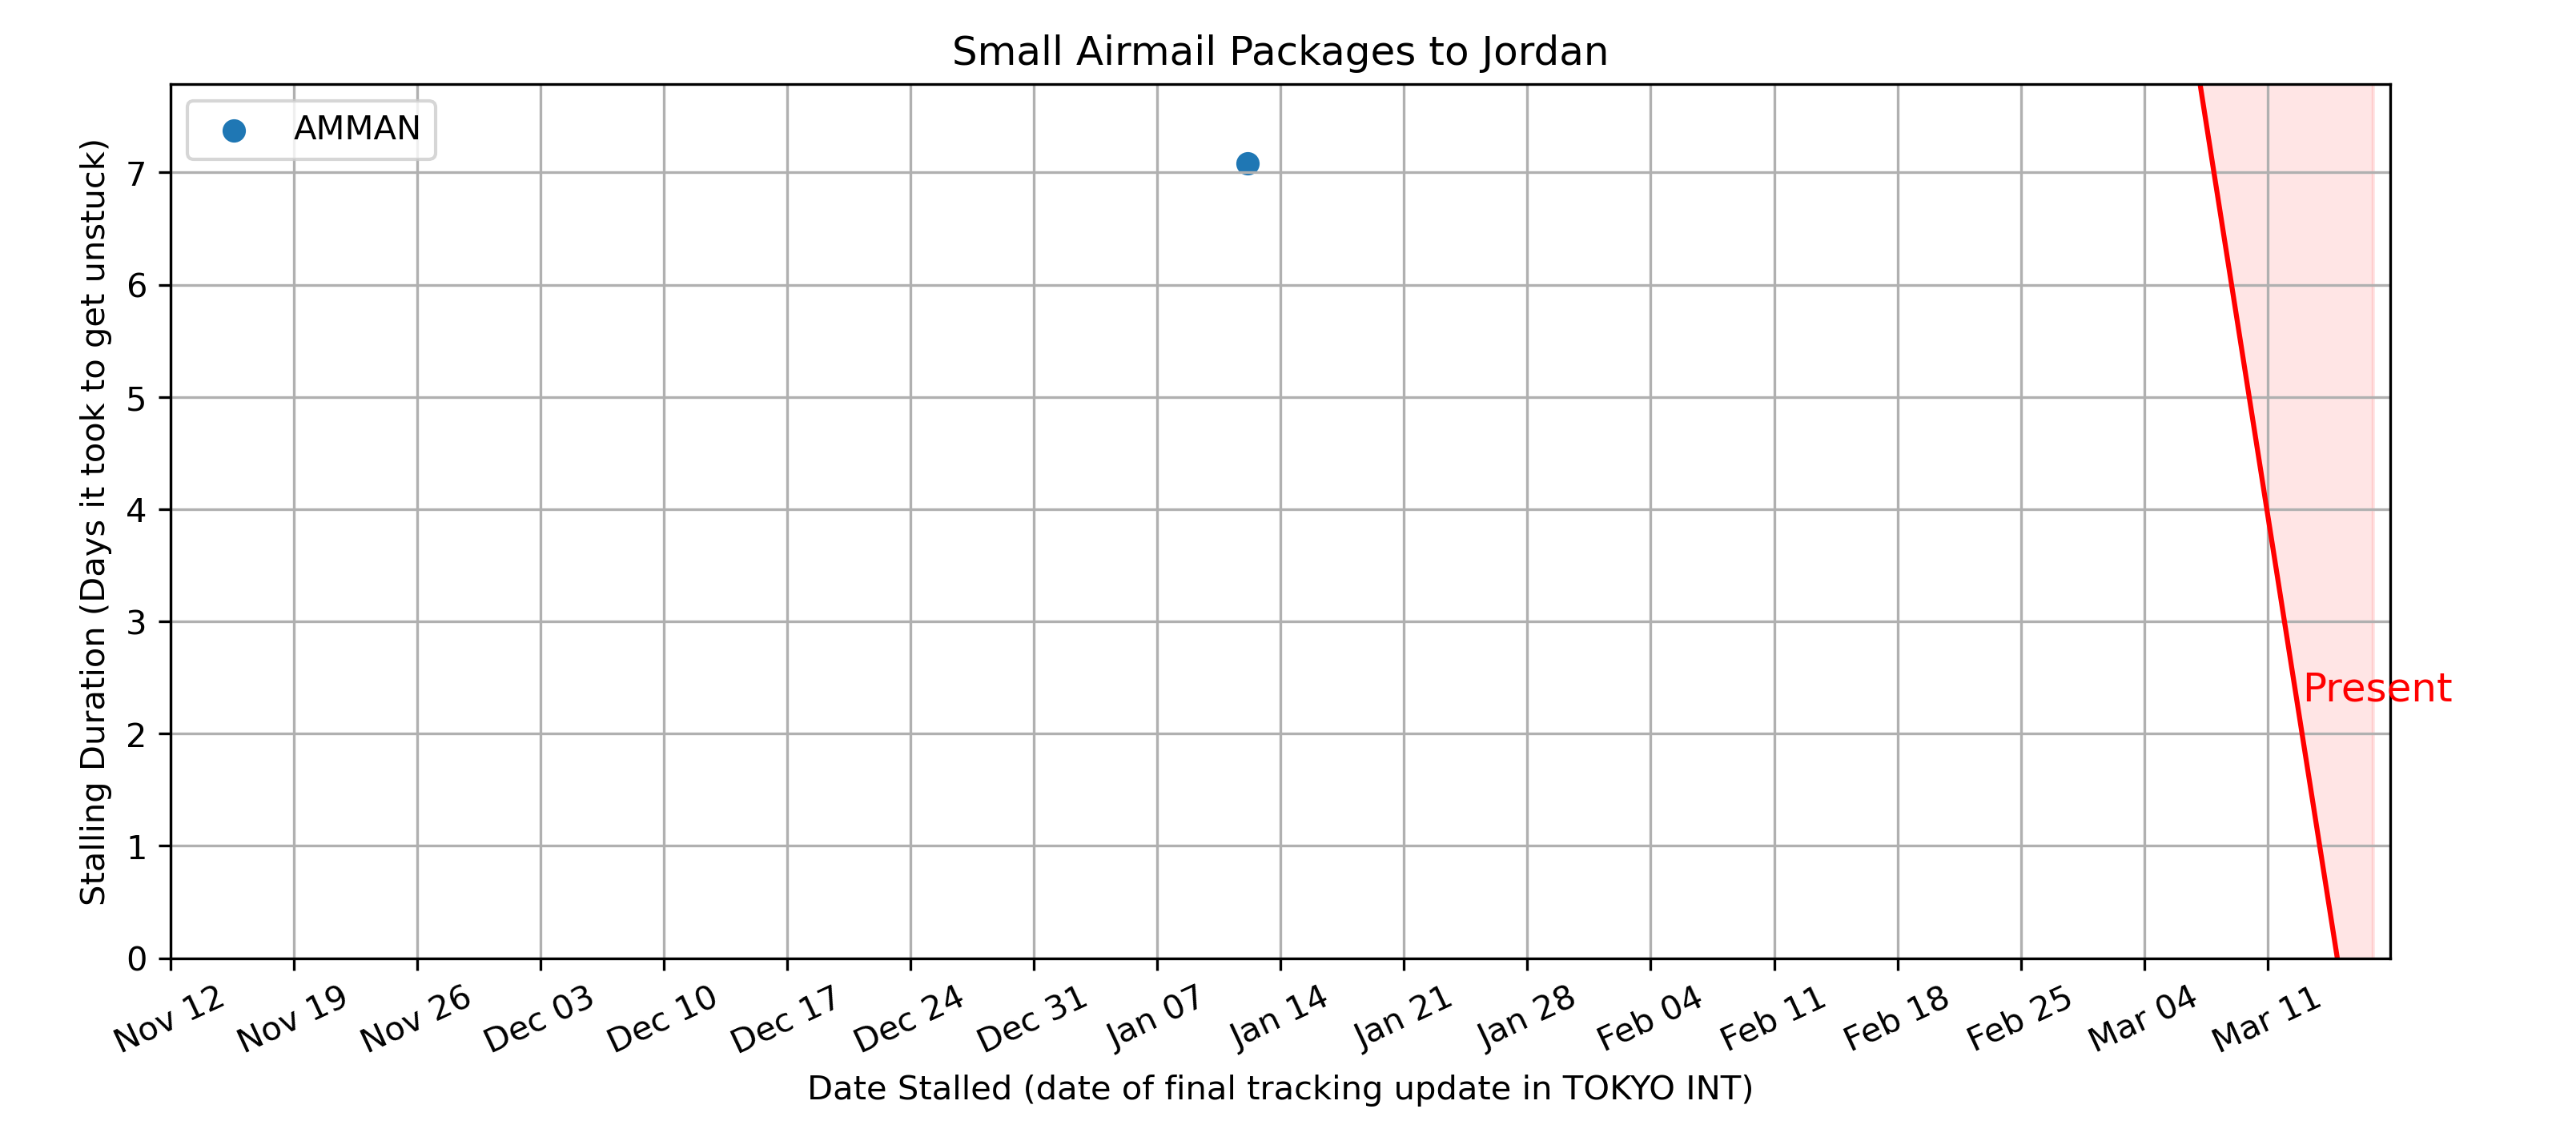 Small Airmail Packages to Jordan
AMMAN
Stalling Duration (Days it took to get unstuck)
7
6
5
4
3
2
1
0
Present
Nov 12
Nov 19
Nov 26
Dec 03
Dec 10
Dec 17
Dec 24
Dec 31
Jan 07
Jan 14
Jan 21
Jan 28
Feb 04
Feb 11
Feb 18
Feb 25
Mar 04
Mar 11
Date Stalled (date of final tracking update in TOKYO INT)